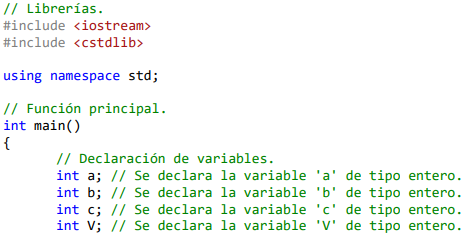 // Librerías.
#include <iostream>
#include <cstdlib>
using namespace std;
// Función principal.
int main()
{
// Declaración de variables.
int a; // Se declara la variable 'a' de tipo entero.
int b; // Se declara la variable 'b' de tipo entero.
int c; // Se declara la variable 'c' de tipo entero.
int V; // Se declara la variable 'V' de tipo entero.